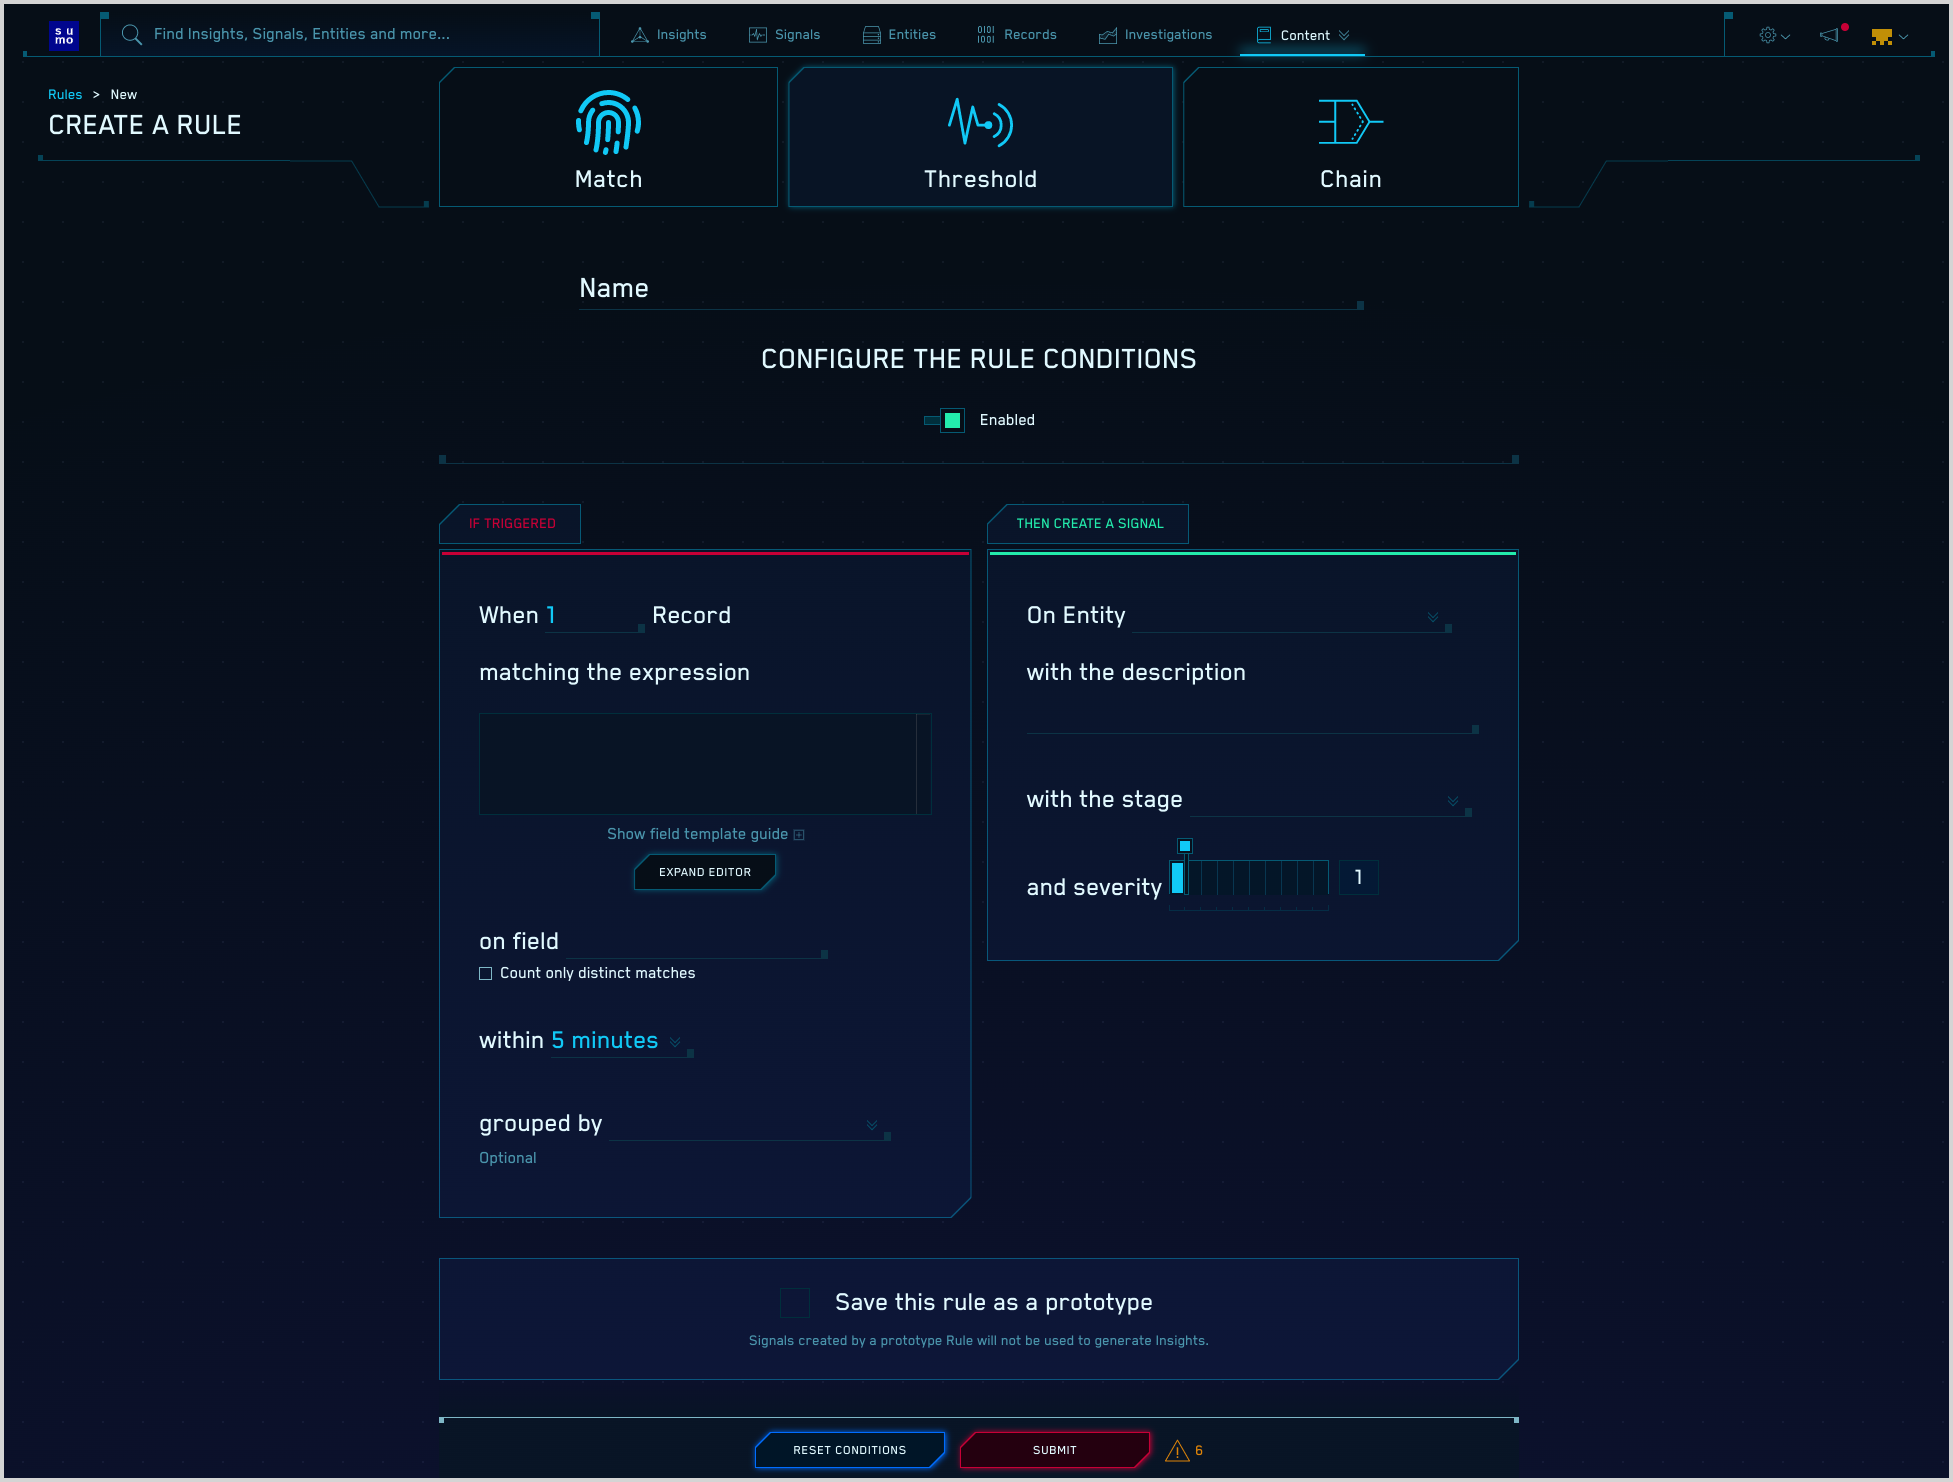 su
mo
Find Insights, Signals, Entities and more...
Insights
Signals
Entities
0101
1001
Records
Investigations
Content
Rules > New
CREATE A RULE
Match
Threshold
Chain
Name
CONFIGURE THE RULE CONDITIONS
Enabled
IF TRIGGERED
When 1 Record
matching the expression
Show field template guide
EXPAND EDITOR
on field
Count only distinct matches
within 5 minutes
grouped by
Optional
THEN CREATE A SIGNAL
On Entity
with the description
with the stage
and severity 1
Save this rule as a prototype
Signals created by a prototype Rule will not be used to generate Insights.
RESET CONDITIONS
SUBMIT
6